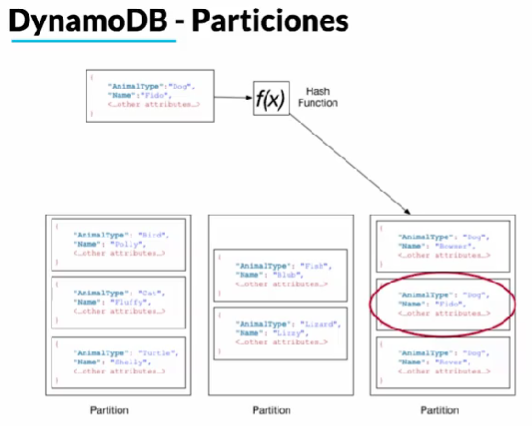 DynamoDB - Particiones
{
"AnimalType":"Dog",
"Name":"Fido",
<…other attributes…>
}
f(x)
Hash
Function
{
"AnimalType": "Bird",
"Name": "Polly",
<…other attributes…>
}
{
"AnimalType": "Cat",
"Name": "Fluffy",
<…other attributes…>
}
{
"AnimalType": "Turtle",
"Name": "Shelly",
<…other attributes…>
}
Partition
{
"AnimalType": "Fish",
"Name": "Blub",
<…other attributes…>
}
{
"AnimalType": "Lizard",
"Name": "Lizzy",
<…other attributes…>
}
Partition
{
"AnimalType": "Dog",
"Name": "Bowser",
<…other attributes…>
}
{
"AnimalType": "Dog",
"Name": "Fido",
<…other attributes…>
}
{
"AnimalType": "Dog",
"Name": "Rover",
<…other attributes…>
}
Partition